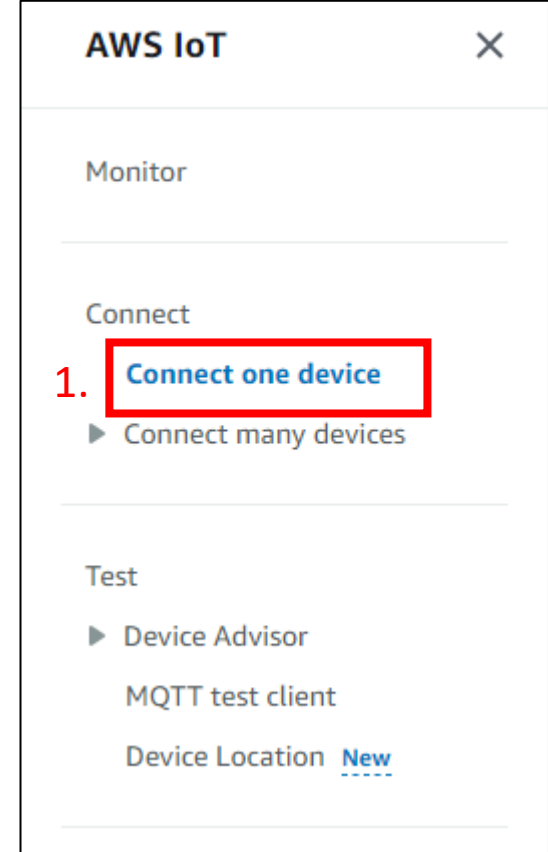 AWS IoT
Monitor
Connect
1. Connect one device
Connect many devices
Test
Device Advisor
MQTT test client
Device Location New